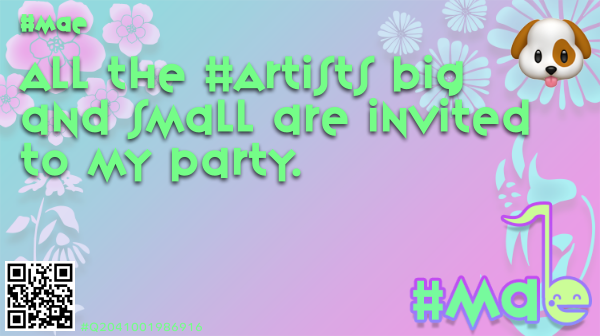 #mae
All the #Artists big
and small are invited
to my party.
#Mae